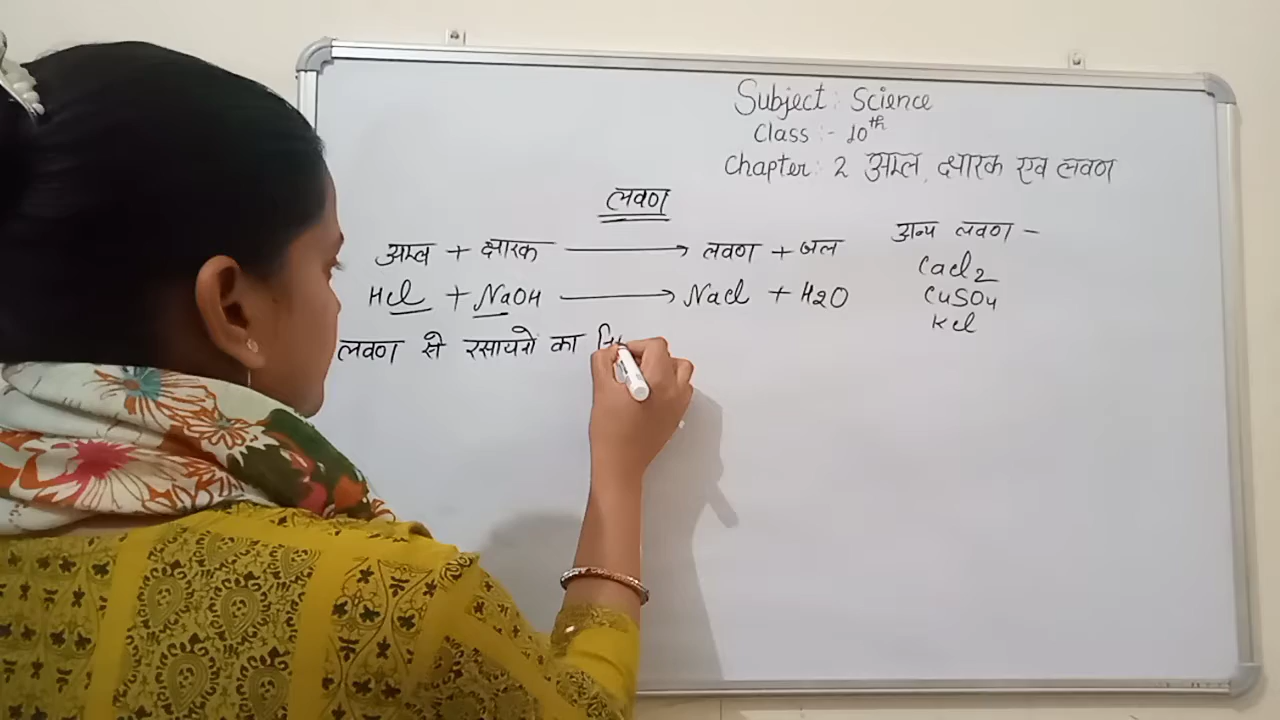 Subject: Science
Class :- 10th
Chapter: 2 अम्ल, क्षारक एव लवण
लवण
अम्ल + क्षारक ⟶ लवण + जल
HCl + NaOH ⟶ NaCl + H2O
लवण से रसायनो का
अन्य लवण -
CaCl2
CuSO4
KCl